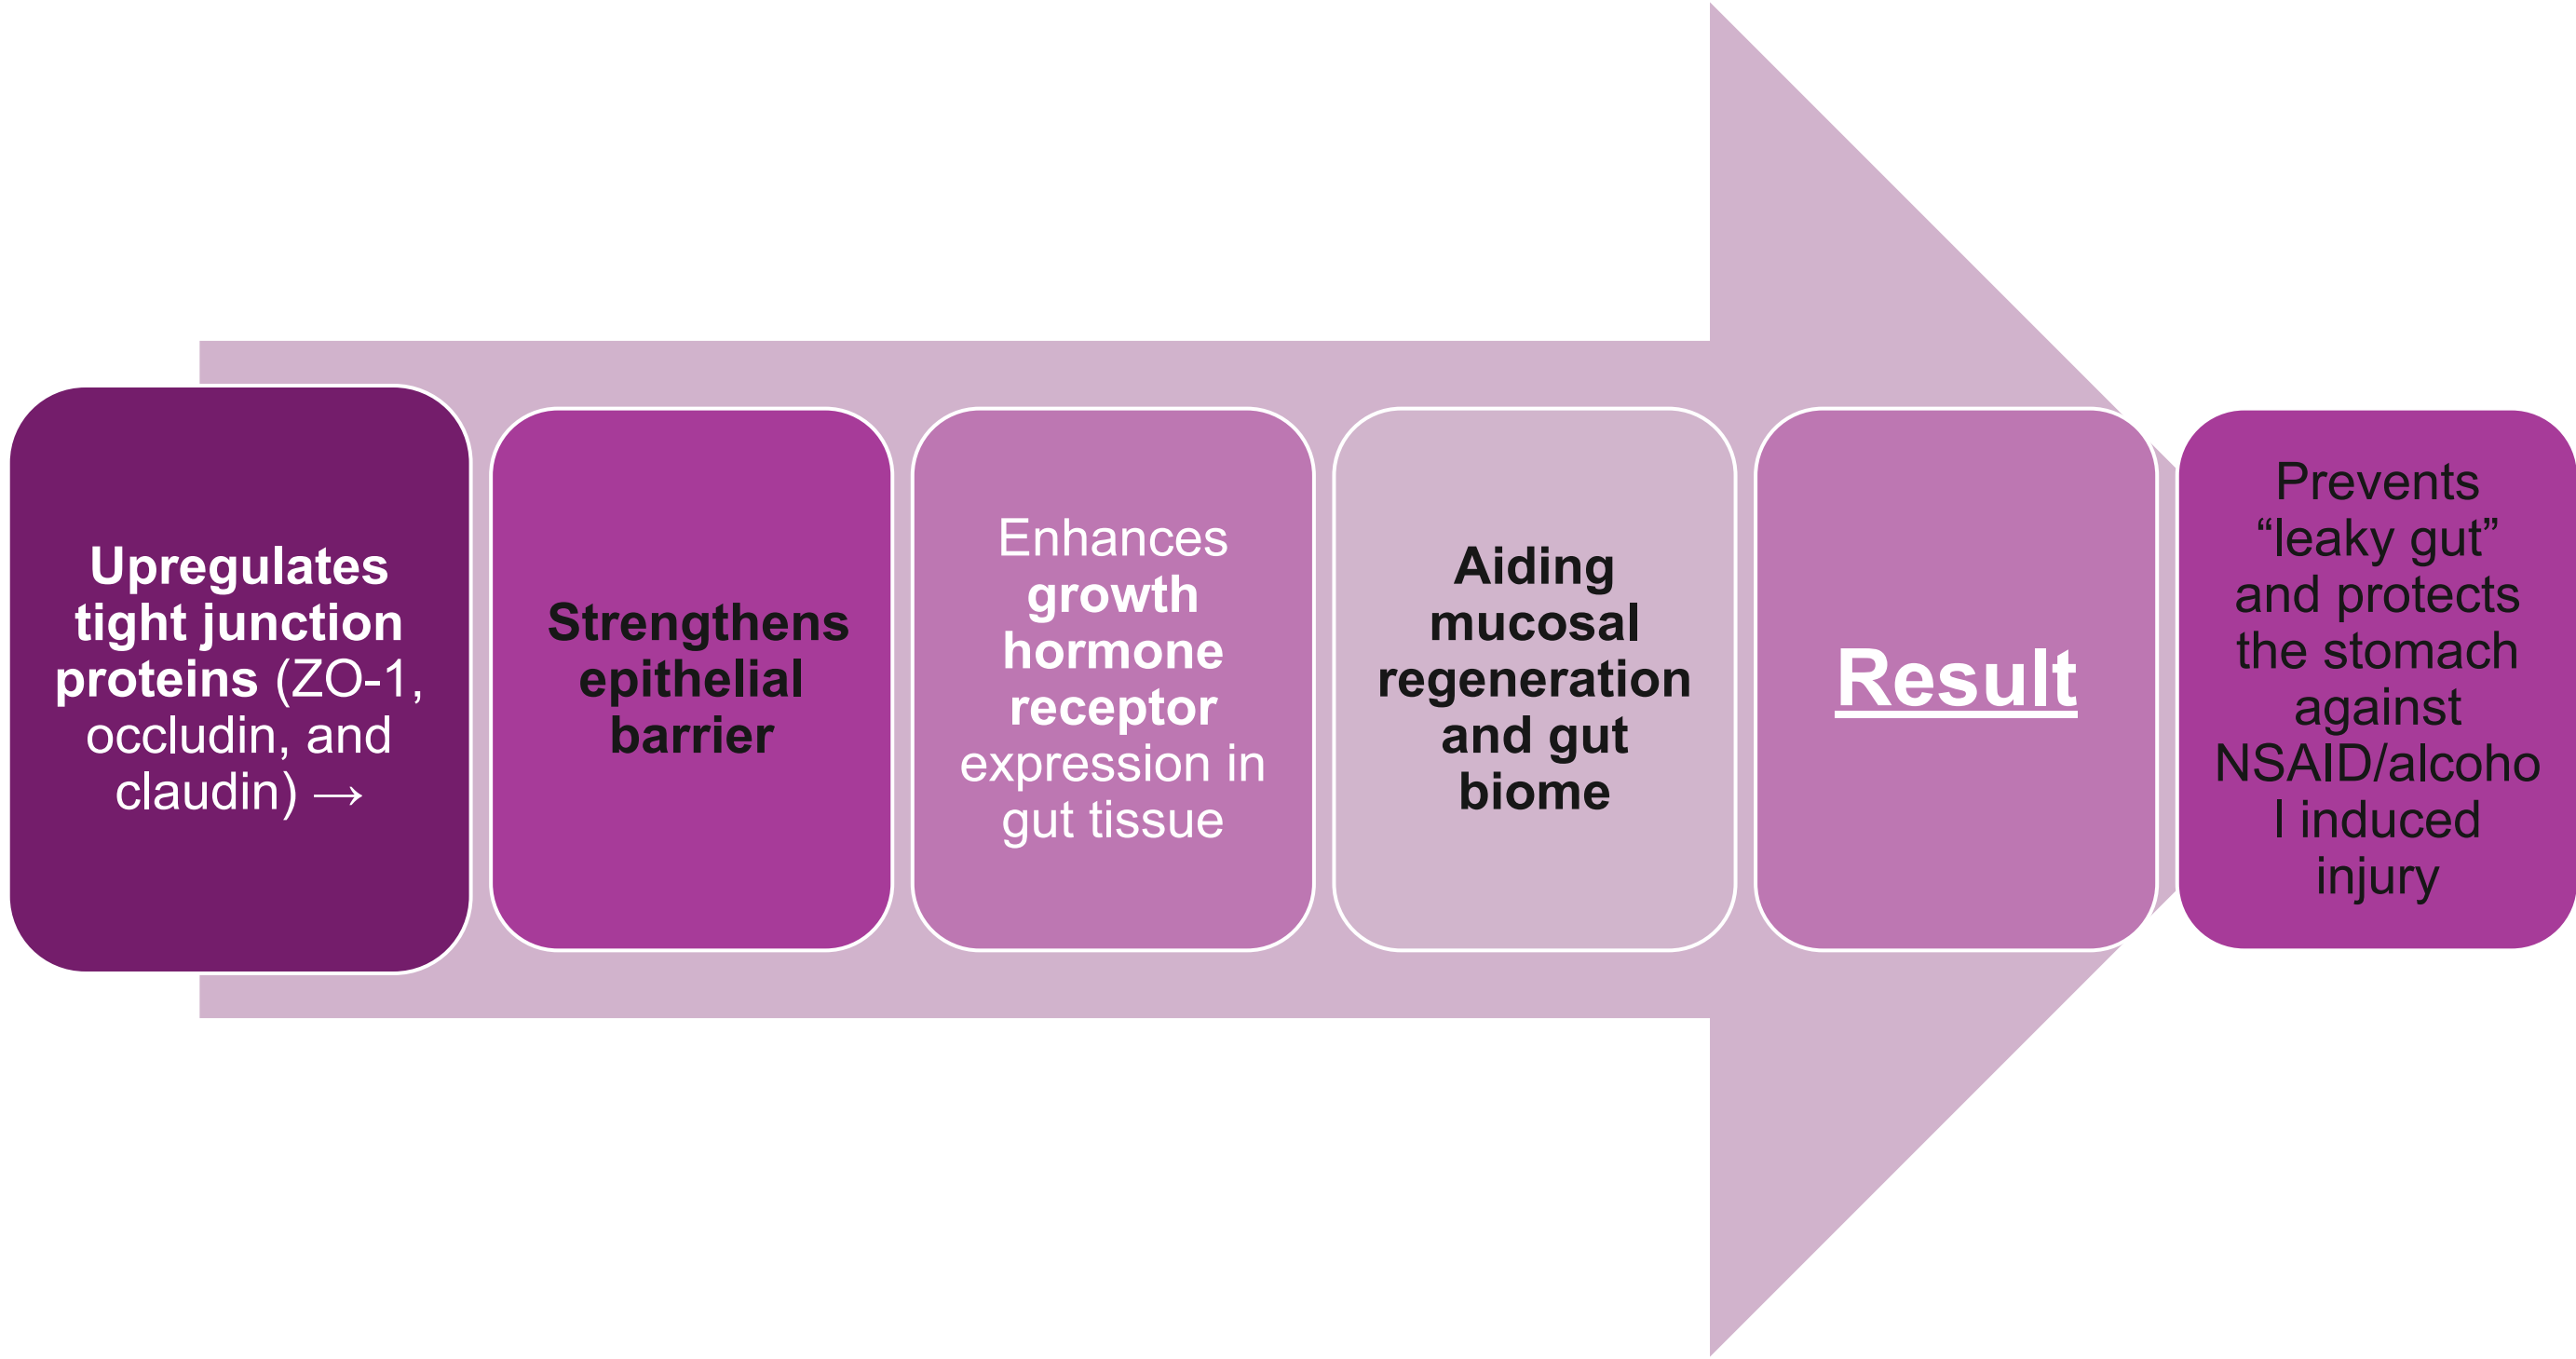 Upregulates
tight junction
proteins (ZO-1,
occludin, and
claudin) →
Strengthens
epithelial
barrier
Enhances
growth
hormone
receptor
expression in
gut tissue
Aiding
mucosal
regeneration
and gut
biome
Result
Prevents
“leaky gut”
and protects
the stomach
against
NSAID/alcoho
l induced
injury